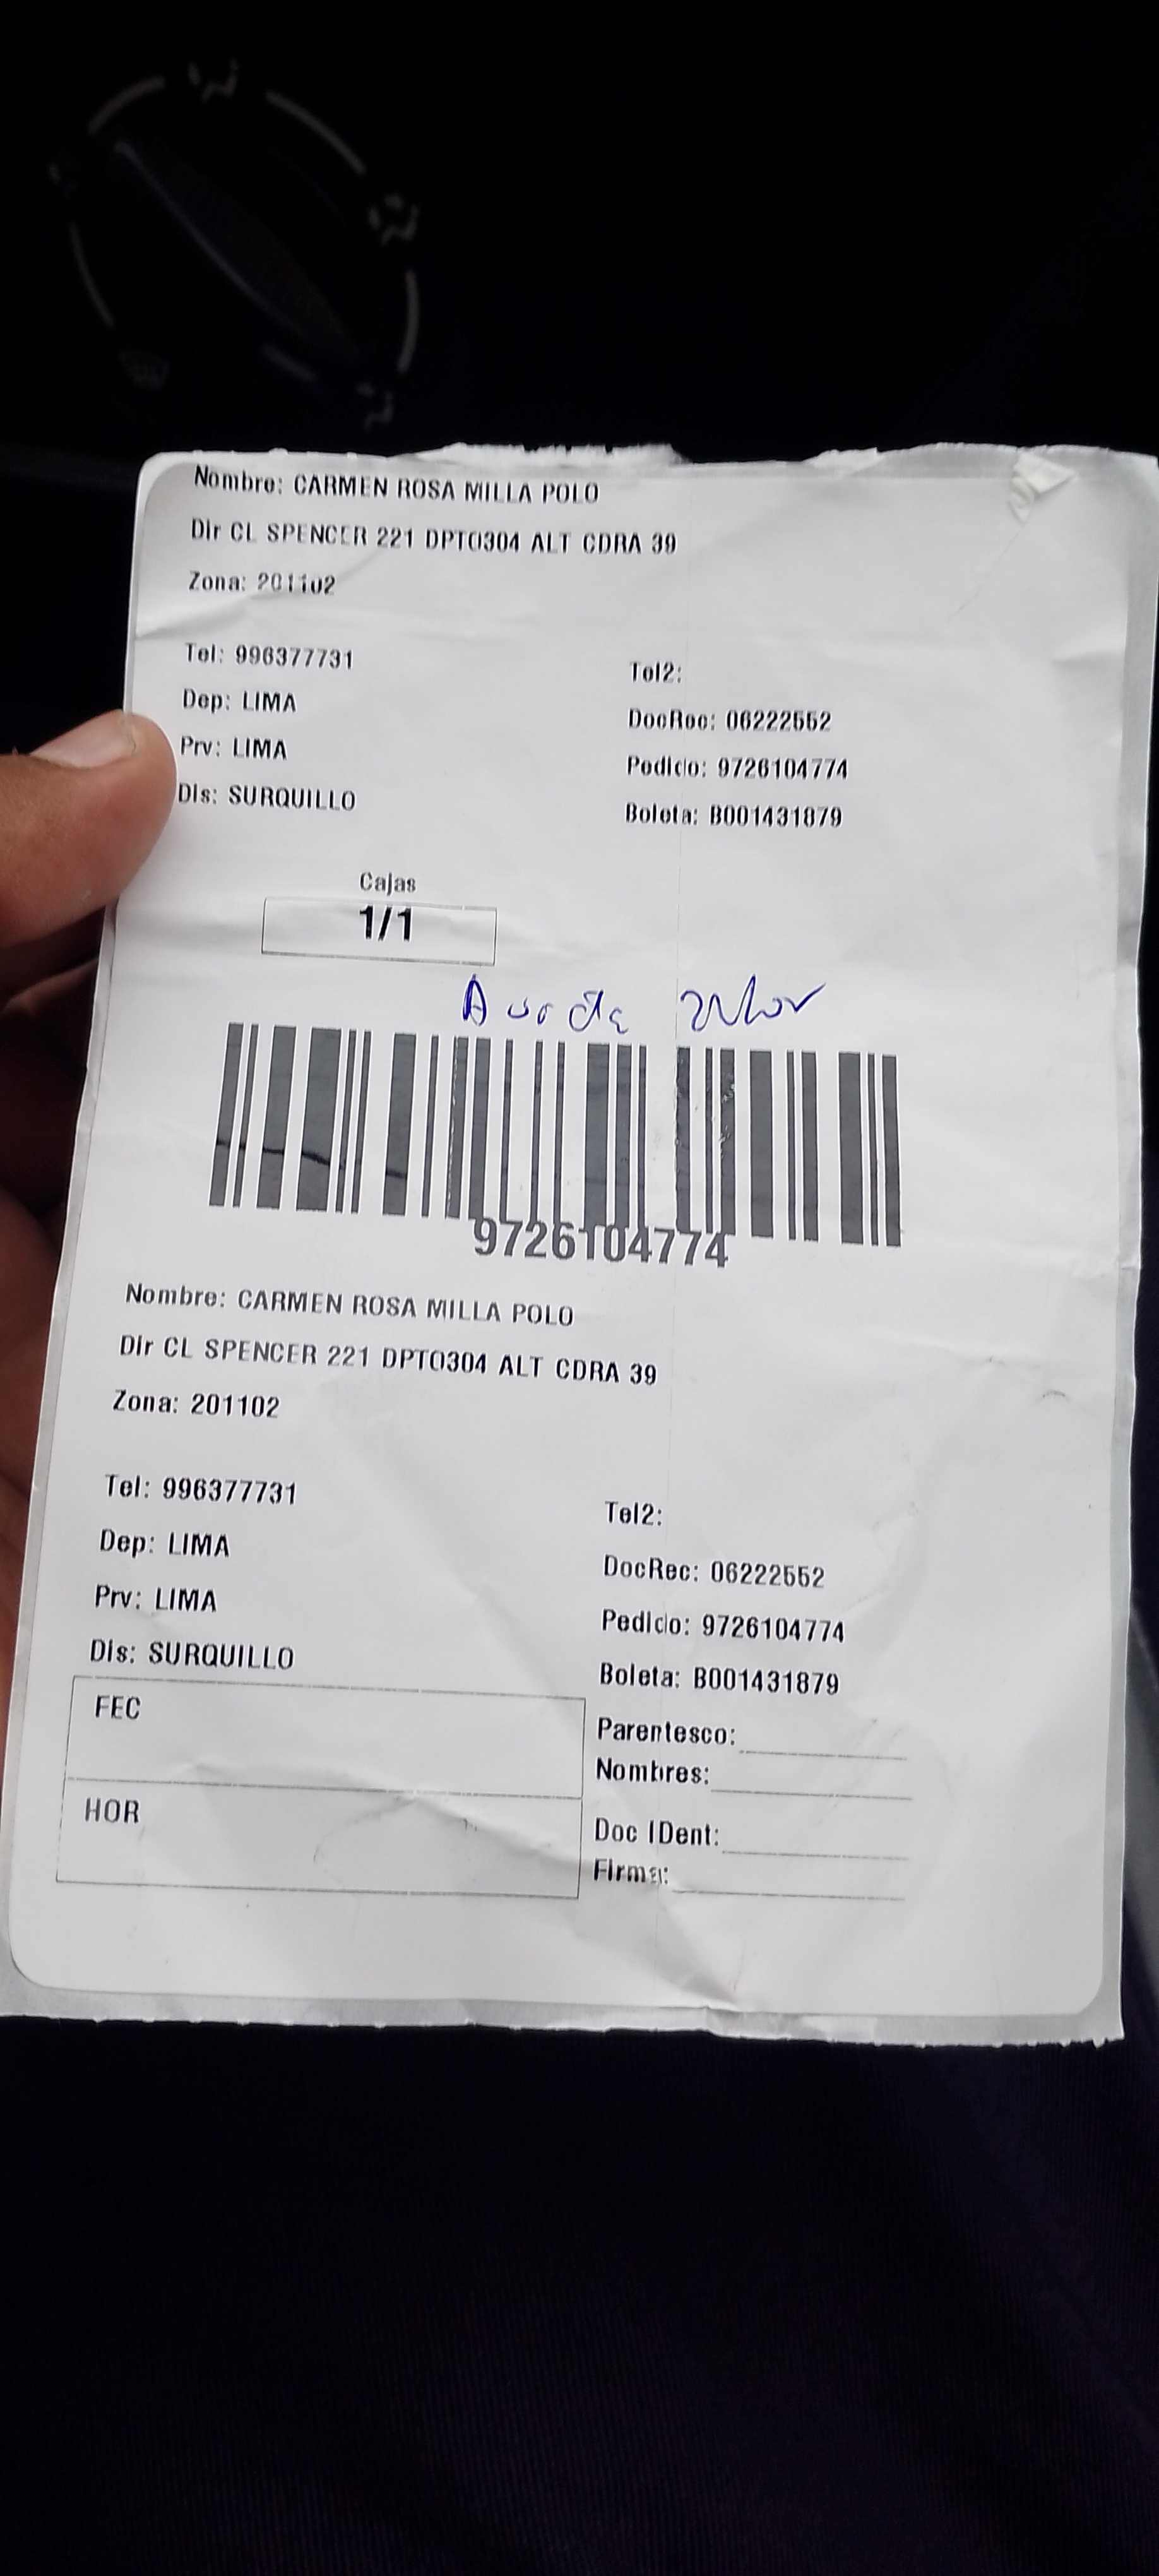 Nombre: CARMEN ROSA MILLA POLO
Dir CL SPENCER 221 DPTO304 ALT CDRA 39
Zona: 201102
Tel: 996377731
Tel2:
Dep: LIMA
DocRec: 06222552
Prv: LIMA
Pedido: 9726104774
Dis: SURQUILLO
Boleta: B001431879
Cajas
1/1
9726104774
Nombre: CARMEN ROSA MILLA POLO
Dir CL SPENCER 221 DPTO304 ALT CDRA 39
Zona: 201102
Tel: 996377731
Tel2:
Dep: LIMA
DocRec: 06222552
Prv: LIMA
Pedido: 9726104774
Dis: SURQUILLO
Boleta: B001431879
FEC
Parentesco:
Nombres:
HOR
Doc IDent:
Firma: